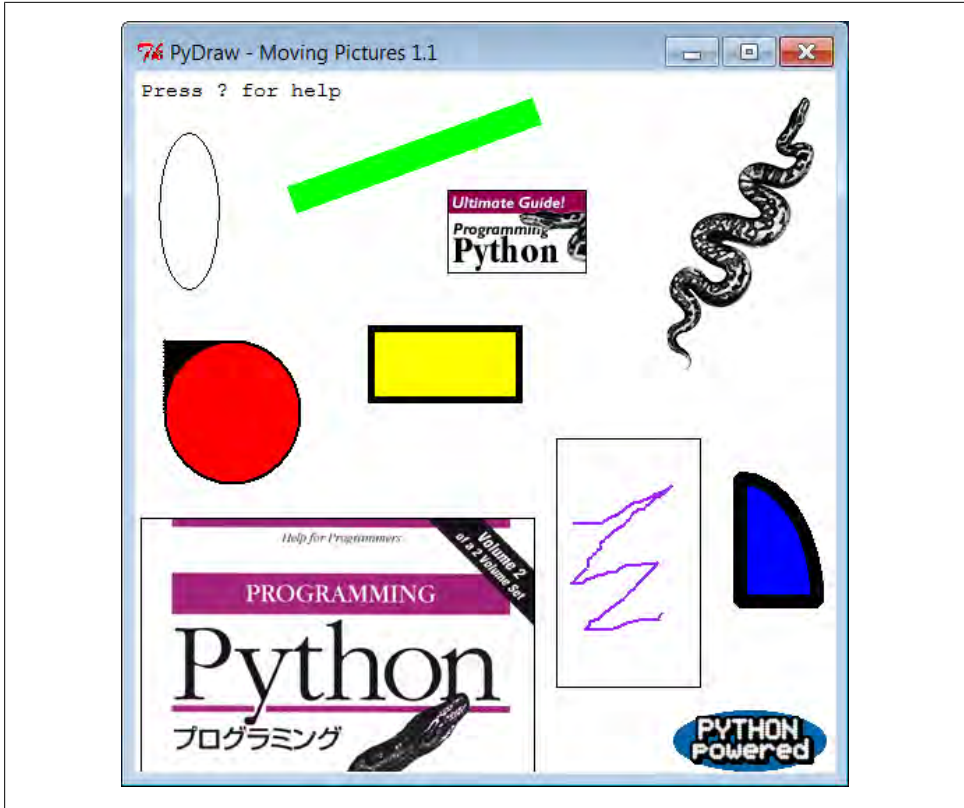 PyDraw - Moving Pictures 1.1
Press ? for help
Ultimate Guide!
Programming
Python
Help for Programmers
Volume 2
of a 2 Volume Set
PROGRAMMING
Python
プログラミング
PYTHON
powered